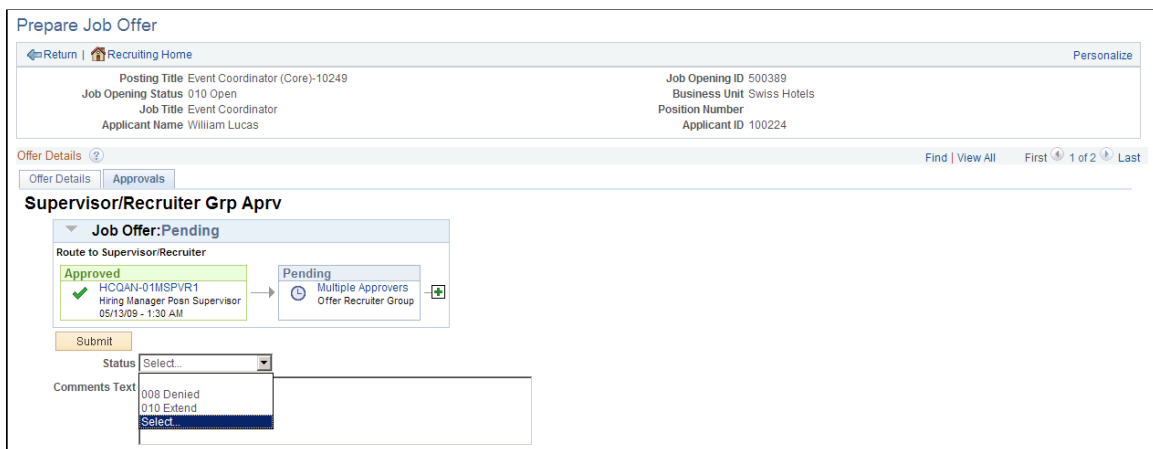 Prepare Job Offer
Return | Recruiting Home Personalize
Posting Title Event Coordinator (Core)-10249 Job Opening ID 500389
Job Opening Status 010 Open Business Unit Swiss Hotels
Job Title Event Coordinator Position Number
Applicant Name William Lucas Applicant ID 100224
Offer Details ? Find | View All First 1 of 2 Last
Offer Details Approvals
Supervisor/Recruiter Grp Aprv
Job Offer:Pending
Route to Supervisor/Recruiter
Approved Pending
HCQAN-01MSPVR1 Multiple Approvers
Hiring Manager Posn Supervisor Offer Recruiter Group
05/13/09 - 1:30 AM
Submit
Status Select...
Comments Text
008 Denied
010 Extend
Select...